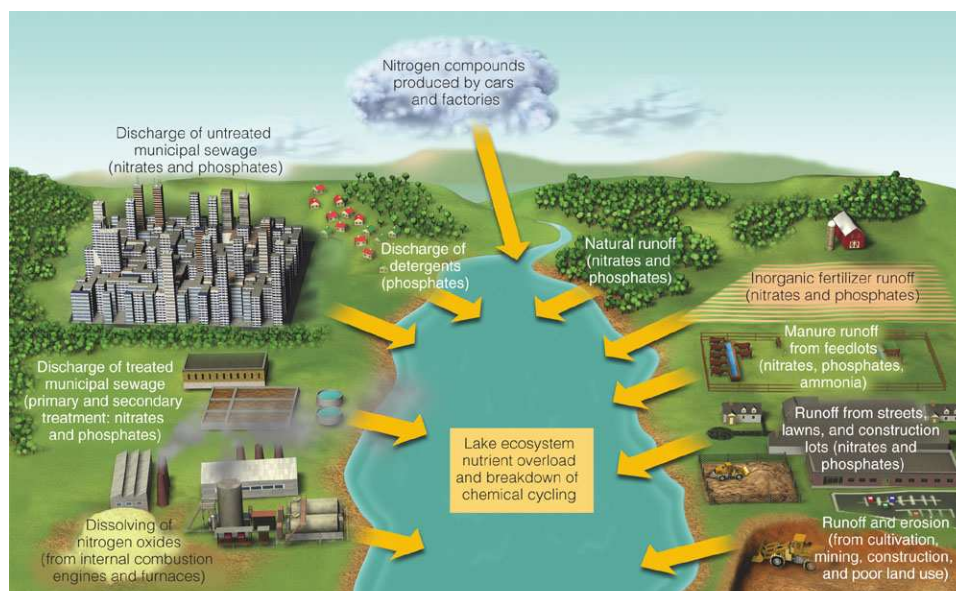 Nitrogen compounds
produced by cars
and factories
Discharge of untreated
municipal sewage
(nitrates and phosphates)
Discharge of
detergents
(phosphates)
Natural runoff
(nitrates and
phosphates)
Inorganic fertilizer runoff
(nitrates and phosphates)
Manure runoff
from feedlots
(nitrates, phosphates,
ammonia)
Discharge of treated
municipal sewage
(primary and secondary
treatment: nitrates
and phosphates)
Runoff from streets,
lawns, and construction
lots (nitrates and
phosphates)
Lake ecosystem
nutrient overload
and breakdown of
chemical cycling
Dissolving of
nitrogen oxides
(from internal combustion
engines and furnaces)
Runoff and erosion
(from cultivation,
mining, construction,
and poor land use)